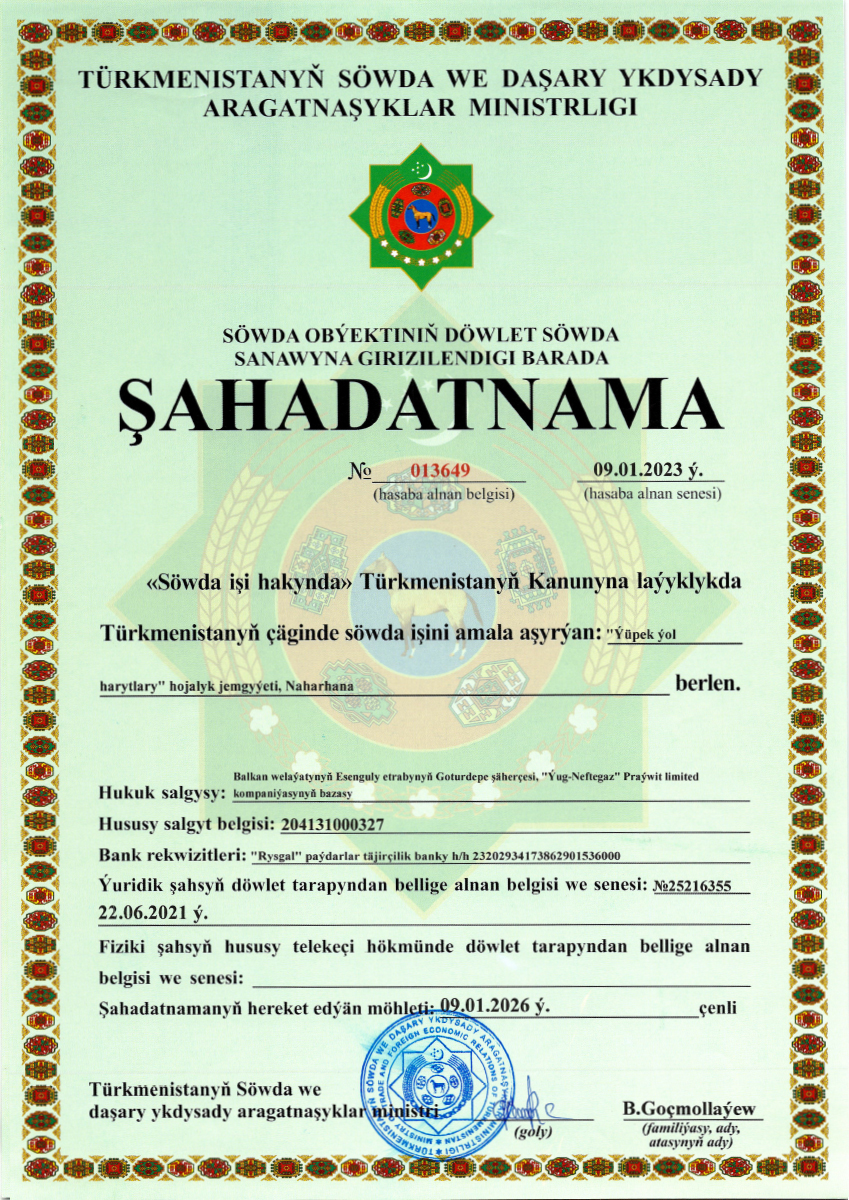 TÜRKMENISTANYŇ SÖWDA WE DAŞARY YKDYSADY
ARAGATNAŞYKLAR MINISTRLIGI
SÖWDA OBÝEKTINIŇ DÖWLET SÖWDA
SANAWYNA GIRIZILENDIGI BARADA
ŞAHADATNAMA
№ 013649 09.01.2023 ý.
(hasaba alnan belgisi) (hasaba alnan senesi)
«Söwda işi hakynda» Türkmenistanyň Kanunyna laýyklykda
Türkmenistanyň çäginde söwda işini amala aşyrýan: "Ýüpek ýol
harytlary" hojalyk jemgyýeti, Naharhana berlen.
Balkan welaýatynyň Esenguly etrabynyň Goturdepe şäherçesi, "Ýug-Neftegaz" Praýwit limited
Hukuk salgysy: kompaniýasynyň bazasy
Hususy salgyt belgisi: 204131000327
Bank rekwizitleri: "Rysgal" paýdarlar täjirçilik banky h/h 23202934173862901536000
Ýuridik şahsyň döwlet tarapyndan bellige alnan belgisi we senesi: №25216355
22.06.2021 ý.
Fiziki şahsyň hususy telekeçi hökmünde döwlet tarapyndan bellige alnan
belgisi we senesi:
Şahadatnamanyň hereket edýän möhleti: 09.01.2026 ý. çenli
TÜRKMENISTANYŇ SÖWDA WE DAŞARY YKDYSADY ARAGATNAŞYKLAR MINISTRLIGI
MINISTRY OF TRADE AND FOREIGN ECONOMIC RELATIONS OF TURKMENISTAN
Türkmenistanyň Söwda we
daşary ykdysady aragatnaşyklar ministri B.Goçmollaýew
(goly) (familiýasy, ady,
atasynyň ady)